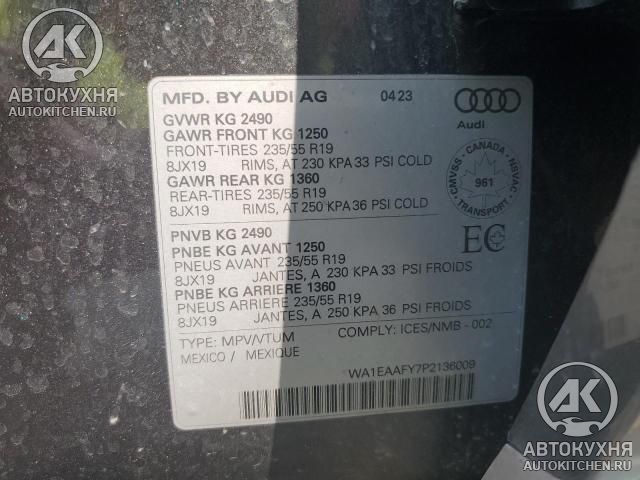 АК
АВТОКУХНЯ
AUTOKITCHEN.RU
MFD. BY AUDI AG 0423
Audi
GVWR KG 2490
GAWR FRONT KG 1250
FRONT-TIRES 235/55 R19
8JX19 RIMS, AT 230 KPA 33 PSI COLD
GAWR REAR KG 1360
REAR-TIRES 235/55 R19
8JX19 RIMS, AT 250 KPA 36 PSI COLD
CMVSS - CANADA - NSVAC
961
TRANSPORT
PNVB KG 2490
PNBE KG AVANT 1250
PNEUS AVANT 235/55 R19
8JX19 JANTES, A 230 KPA 33 PSI FROIDS
PNBE KG ARRIERE 1360
PNEUS ARRIERE 235/55 R19
8JX19 JANTES, A 250 KPA 36 PSI FROIDS
EC
TYPE: MPV/VTUM COMPLY: ICES/NMB - 002
MEXICO / MEXIQUE
WA1EAAFY7P2136009
АК
АВТОКУХНЯ
AUTOKITCHEN.RU